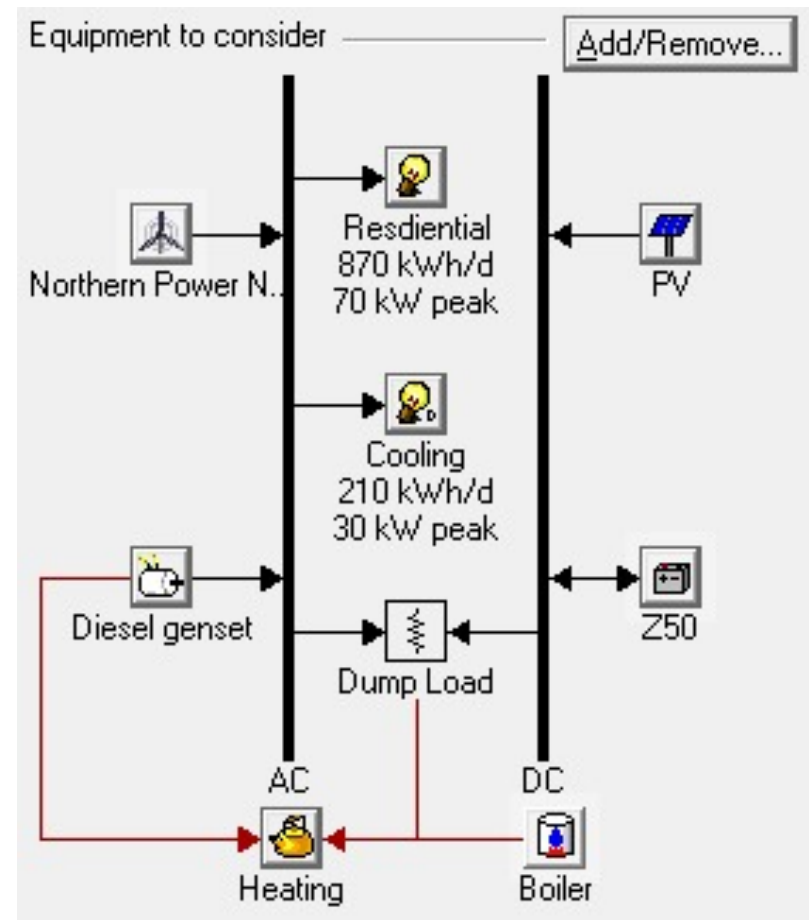 Equipment to consider
Add/Remove...
Resdiential
870 kWh/d
70 kW peak
Northern Power N..
PV
Cooling
210 kWh/d
30 kW peak
Diesel genset
Z50
Dump Load
AC
DC
Heating
Boiler